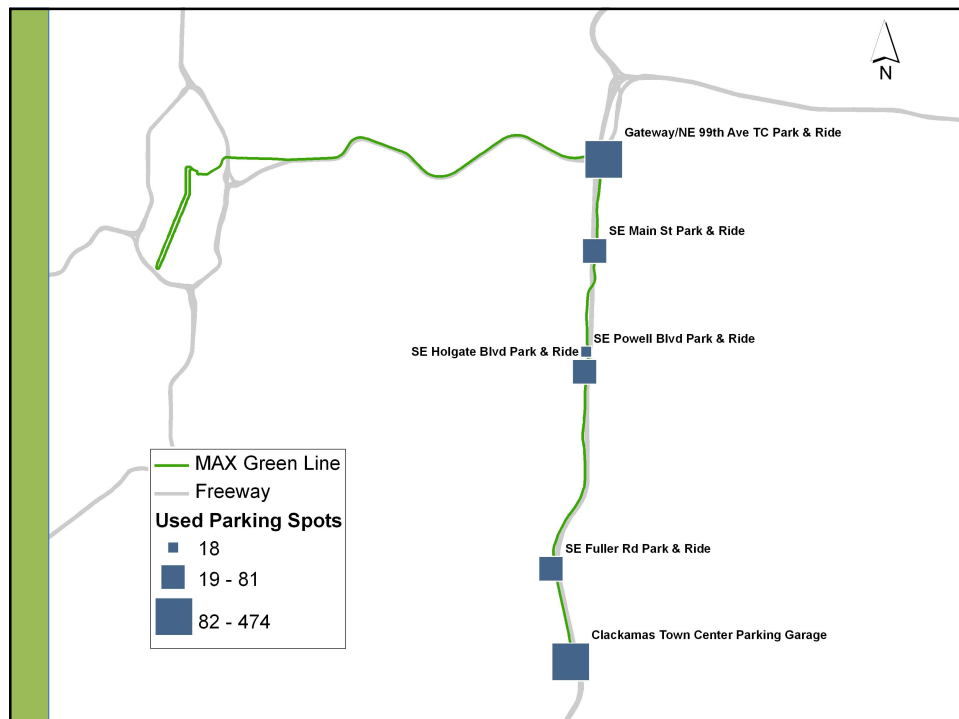 N
Gateway/NE 99th Ave TC Park & Ride
SE Main St Park & Ride
SE Powell Blvd Park & Ride
SE Holgate Blvd Park & Ride
MAX Green Line
Freeway
Used Parking Spots
18
19 - 81
82 - 474
SE Fuller Rd Park & Ride
Clackamas Town Center Parking Garage